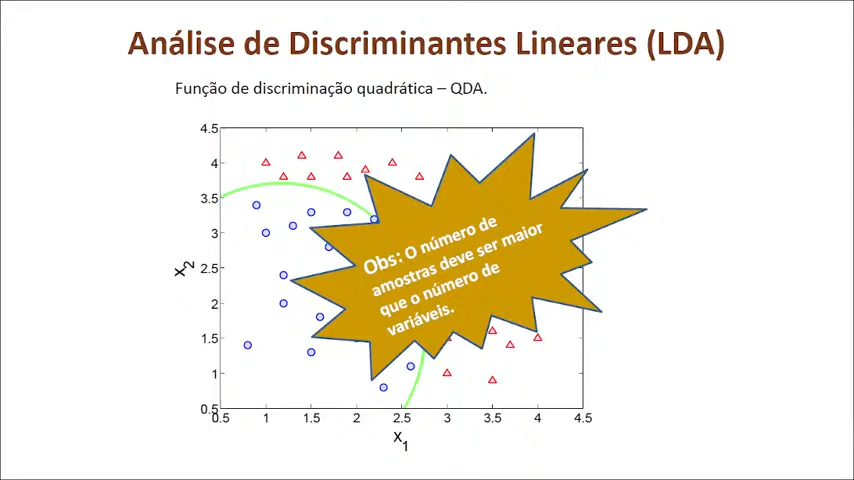 Análise de Discriminantes Lineares (LDA)
Função de discriminação quadrática – QDA.
4.5
4
3.5
3
2.5
2
1.5
1
0.5
x2
Obs: O número de
amostras deve ser maior
que o número de
variáveis.
0.5 1 1.5 2 2.5 3 3.5 4 4.5
x1